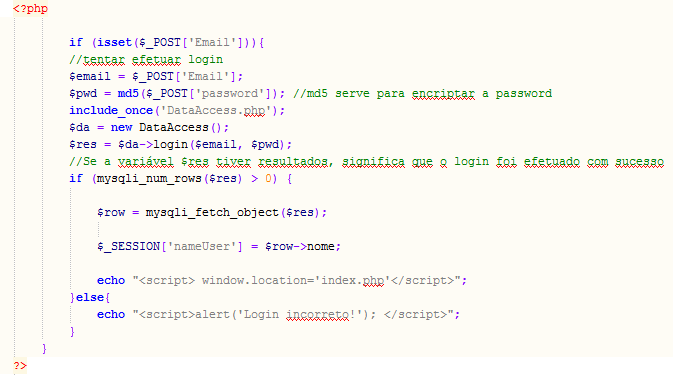 <?php
if (isset($_POST['Email'])){
//tentar efetuar login
$email = $_POST['Email'];
$pwd = md5($_POST['password']); //md5 serve para encriptar a password
include_once('DataAccess.php');
$da = new DataAccess();
$res = $da->login($email, $pwd);
//Se a variável $res tiver resultados, significa que o login foi efetuado com sucesso
if (mysqli_num_rows($res) > 0) {
$row = mysqli_fetch_object($res);
$_SESSION['nameUser'] = $row->nome;
echo "<script> window.location='index.php'</script>";
}else{
echo "<script>alert('Login incorreto!'); </script>";
}
}
?>